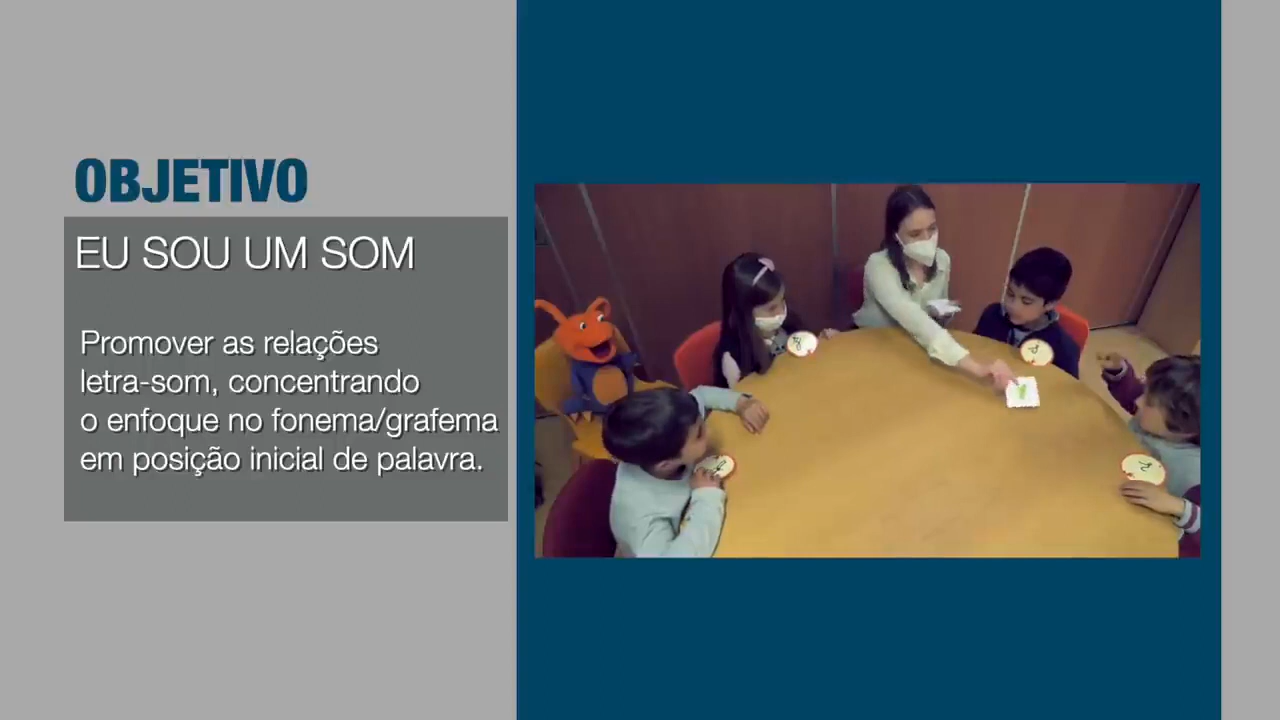 OBJETIVO
EU SOU UM SOM
Promover as relações
letra-som, concentrando
o enfoque no fonema/grafema
em posição inicial de palavra.